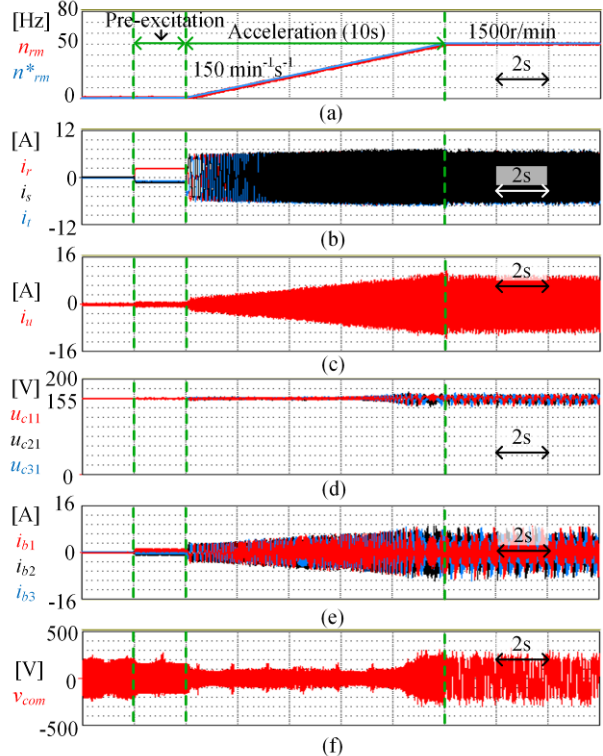 80
[Hz]
Pre-excitation
Acceleration (10s)
1500r/min
50
n_rm
n*_rm
150 min⁻¹s⁻¹
2s
0
(a)
[A]
12
i_r
i_s
i_t
0
2s
-12
(b)
16
[A]
2s
0
i_u
-16
(c)
[V]
200
155
u_c11
u_c21
u_c31
2s
0
(d)
[A]
16
i_b1
i_b2
i_b3
0
2s
-16
(e)
500
[V]
2s
0
v_com
-500
(f)